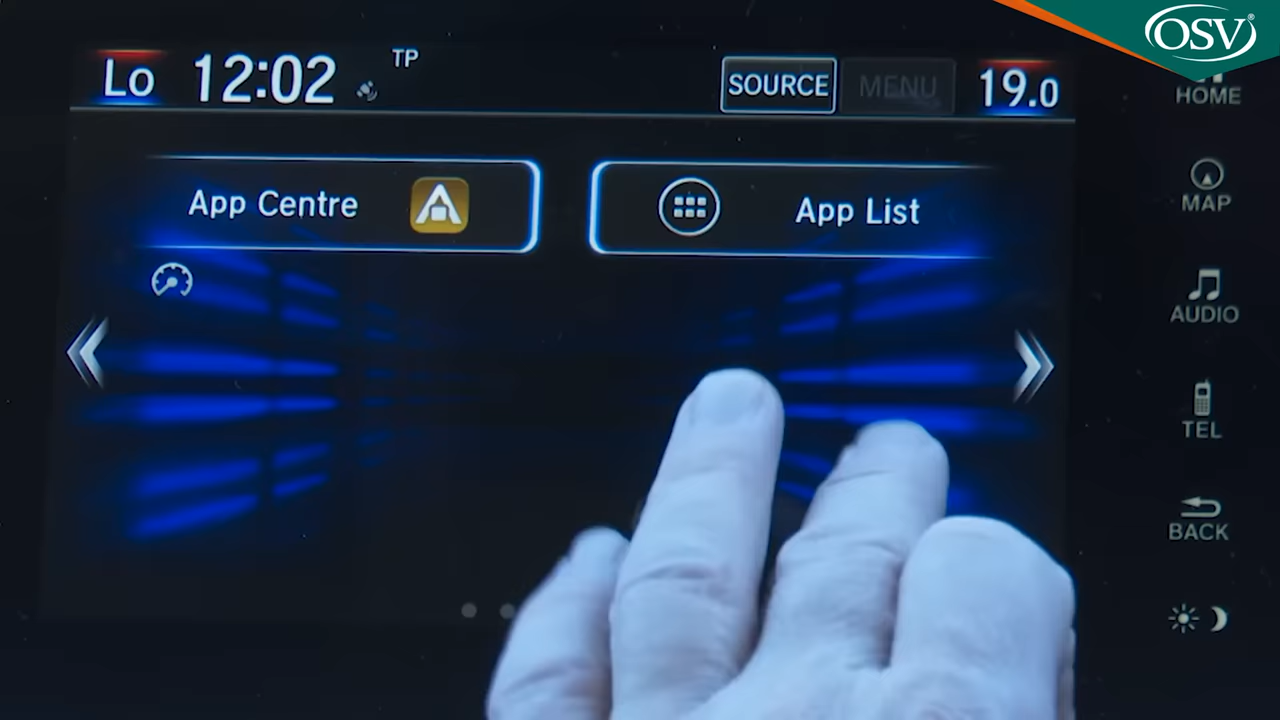 OSV®
Lo 12:02 TP SOURCE MENU 19.0
HOME
App Centre App List
MAP
AUDIO
TEL
BACK